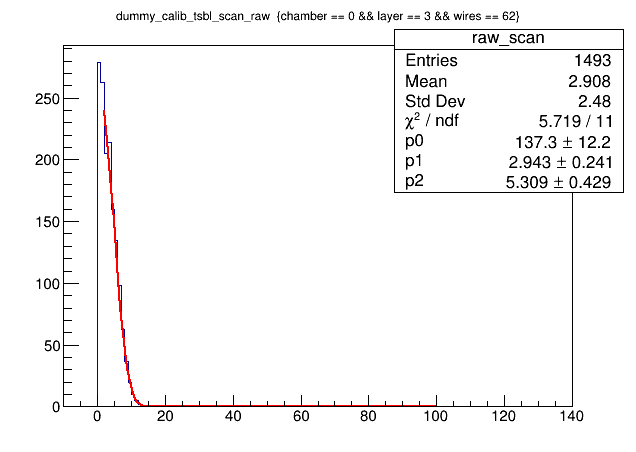 dummy_calib_tsbl_scan_raw {chamber == 0 && layer == 3 && wires == 62}
raw_scan
Entries 1493
Mean 2.908
Std Dev 2.48
χ² / ndf 5.719 / 11
p0 137.3 ± 12.2
p1 2.943 ± 0.241
p2 5.309 ± 0.429
250
200
150
100
50
0
0 20 40 60 80 100 120 140